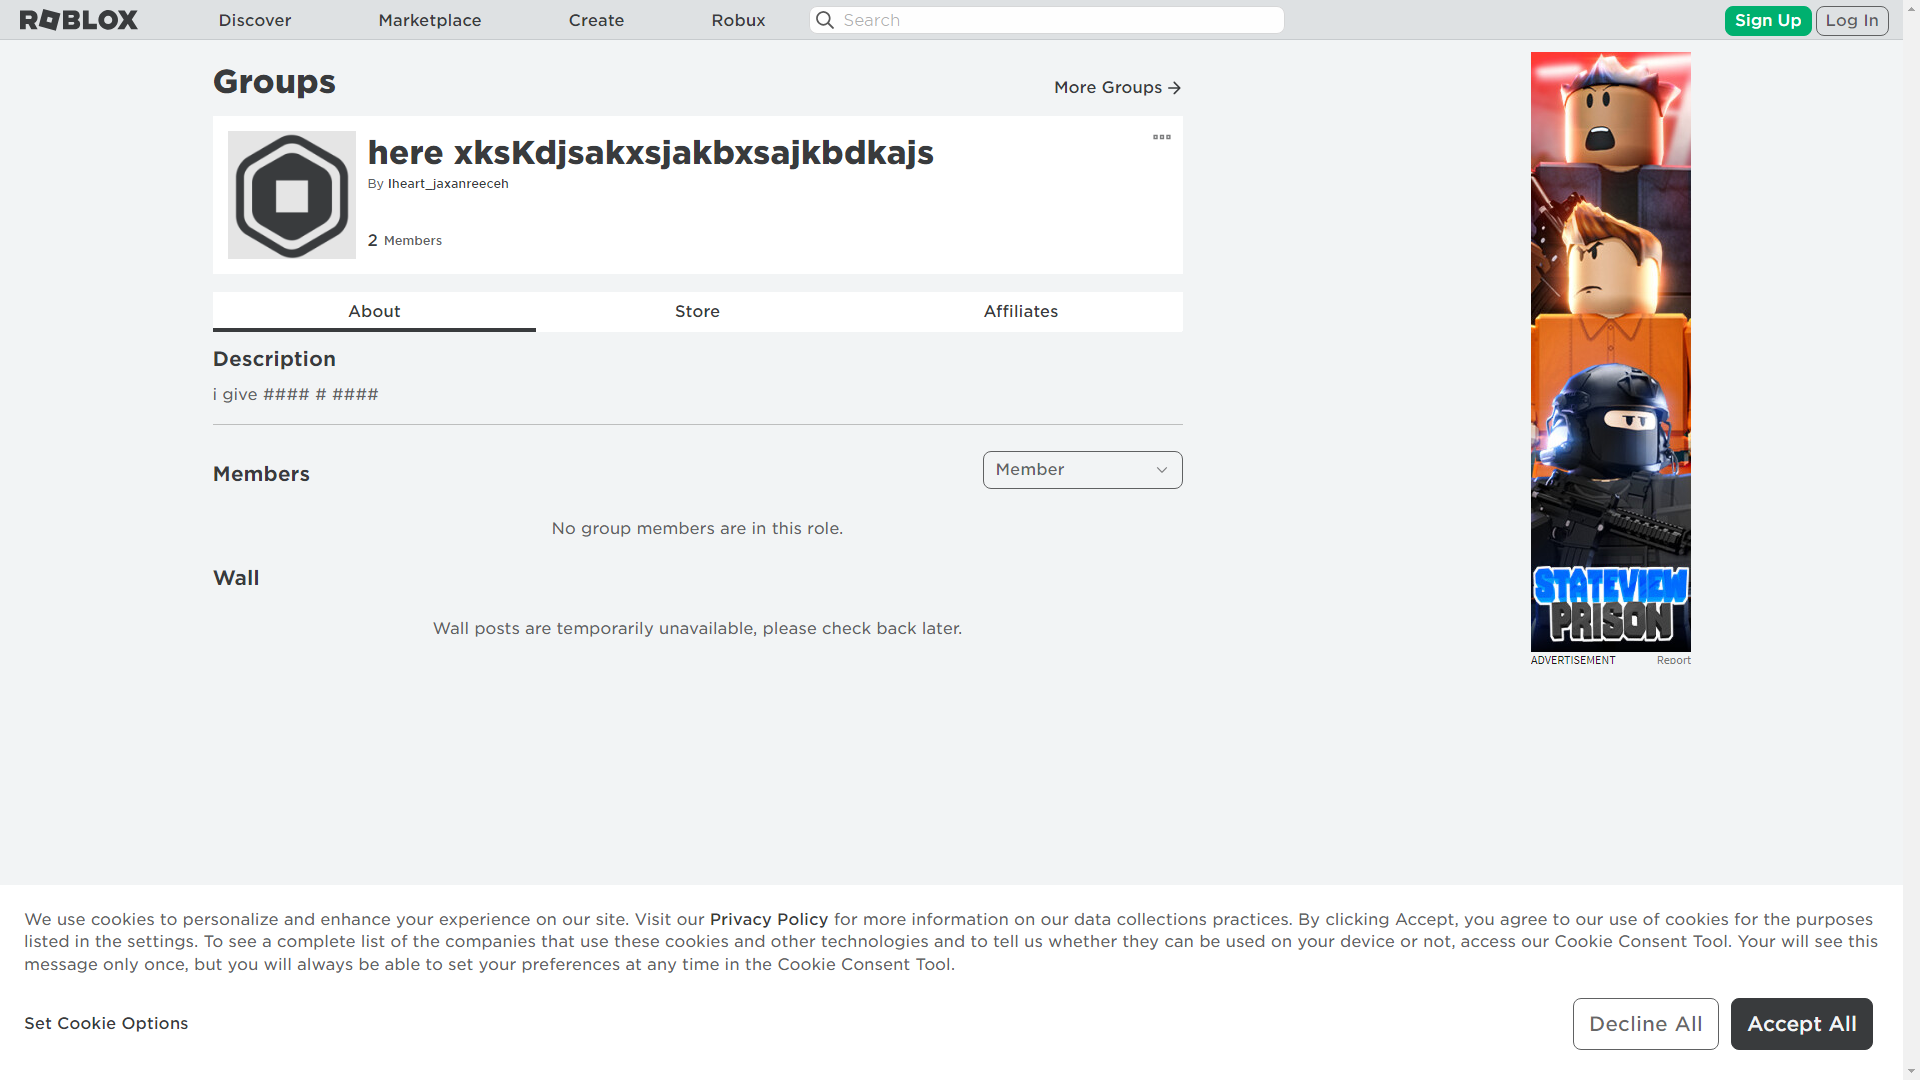 ROBLOX
Discover
Marketplace
Create
Robux
Search
Sign Up
Log In
Groups
More Groups
here xksKdjsakxsjakbxsajkbdkajs
By Iheart_jaxanreeceh
2 Members
About
Store
Affiliates
Description
i give #### # ####
Members
Member
No group members are in this role.
Wall
Wall posts are temporarily unavailable, please check back later.
STATEVIEW
PRISON
ADVERTISEMENT
Report
We use cookies to personalize and enhance your experience on our site. Visit our Privacy Policy for more information on our data collections practices. By clicking Accept, you agree to our use of cookies for the purposes
listed in the settings. To see a complete list of the companies that use these cookies and other technologies and to tell us whether they can be used on your device or not, access our Cookie Consent Tool. Your will see this
message only once, but you will always be able to set your preferences at any time in the Cookie Consent Tool.
Set Cookie Options
Decline All
Accept All